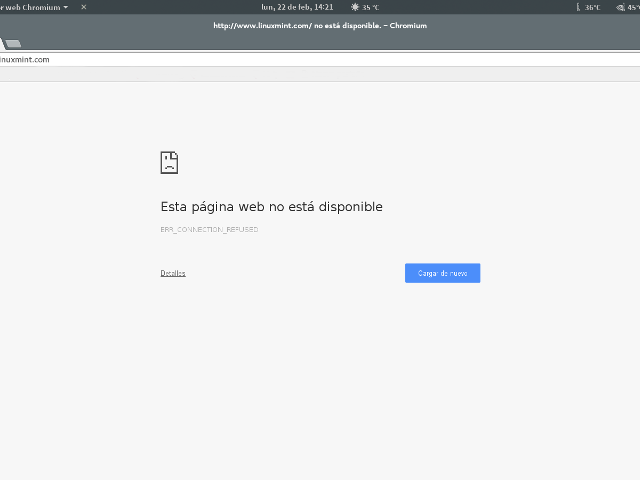 or web Chromium
lun, 22 de feb, 14:21
35 °C
36°C
45°
http://www.linuxmint.com/ no está disponible. – Chromium
linuxmint.com
Esta página web no está disponible
ERR_CONNECTION_REFUSED
Detalles
Cargar de nuevo